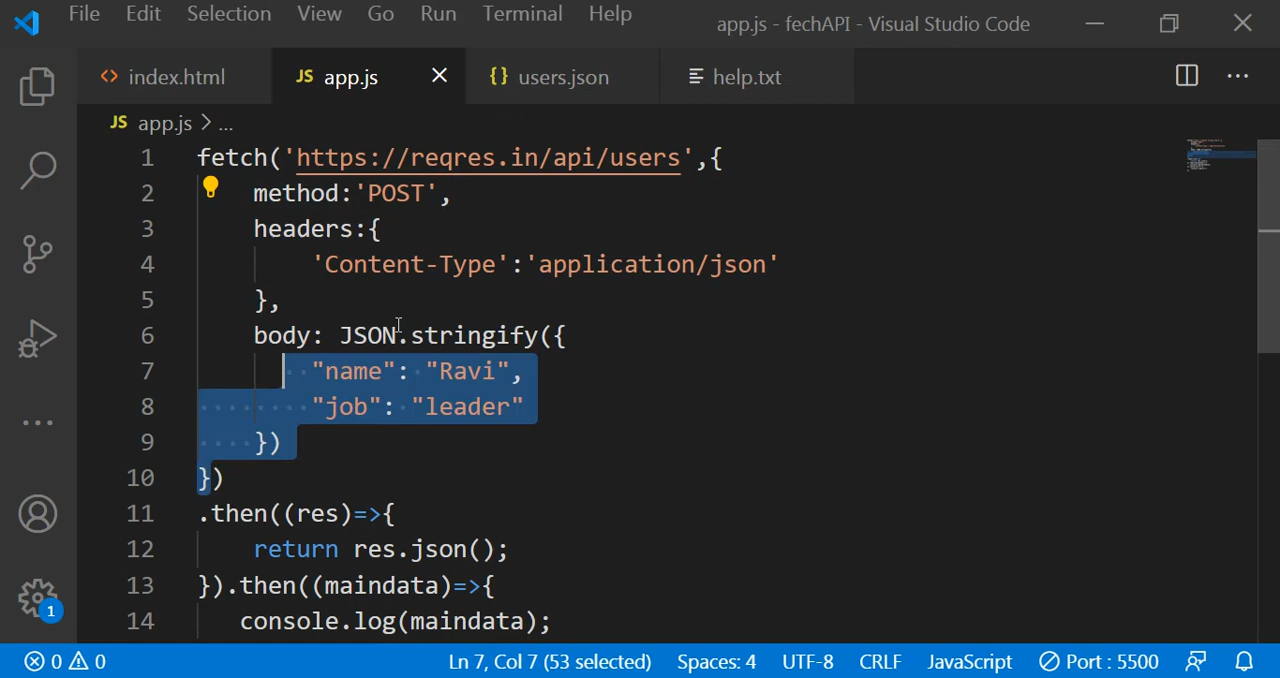 File Edit Selection View Go Run Terminal Help app.js - fechAPI - Visual Studio Code
index.html JS app.js users.json help.txt
JS app.js > ...
1 fetch('https://reqres.in/api/users',{
2 method:'POST',
3 headers:{
4 'Content-Type':'application/json'
5 },
6 body: JSON.stringify({
7 "name": "Ravi",
8 "job": "leader"
9 })
10 })
11 .then((res)=>{
12 return res.json();
13 }).then((maindata)=>{
14 console.log(maindata);
1
0 0 Ln 7, Col 7 (53 selected) Spaces: 4 UTF-8 CRLF JavaScript Port : 5500